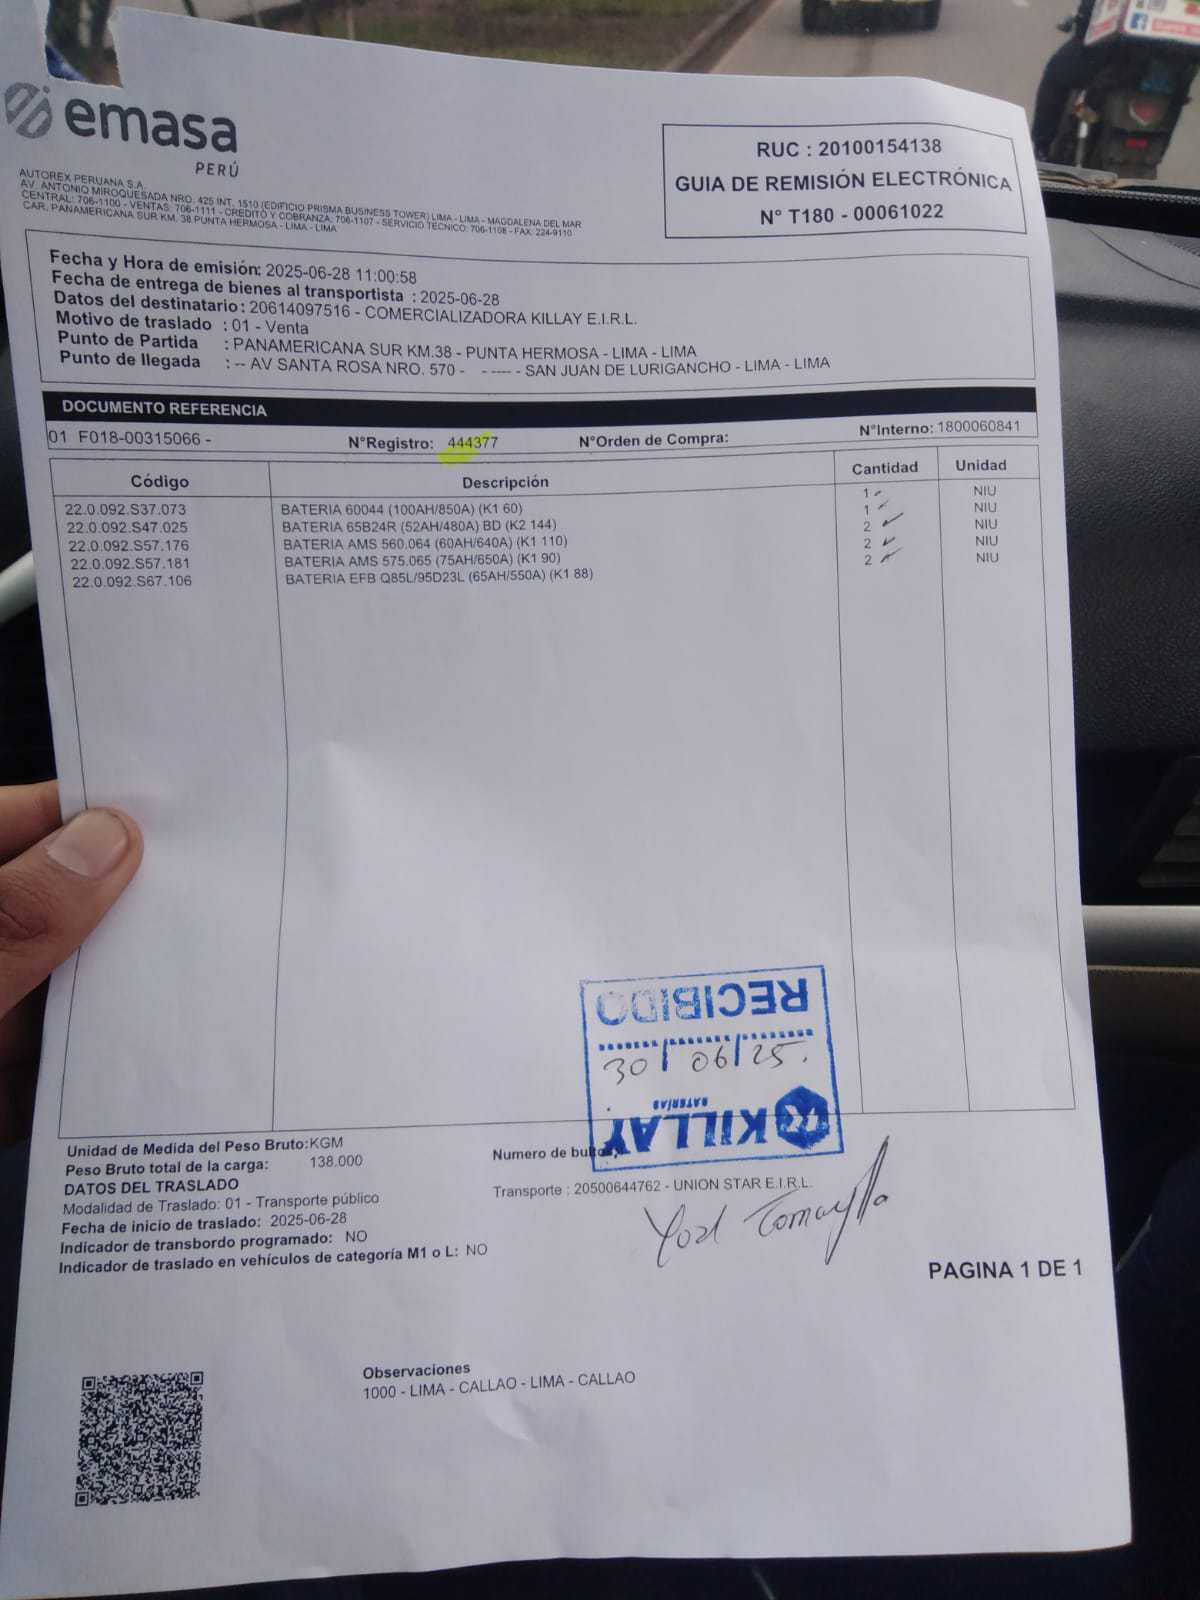 emasa
PERÚ
AUTOREX PERUANA S.A.
AV. ANTONIO MIROQUESADA NRO. 425 INT. 1510 (EDIFICIO PRISMA BUSINESS TOWER) LIMA - LIMA - MAGDALENA DEL MAR
CENTRAL: 706-1100 - VENTAS: 706-1111 - CREDITO Y COBRANZA: 706-1107 - SERVICIO TECNICO: 706-1108 - FAX: 224-9110
CAR. PANAMERICANA SUR KM. 38 PUNTA HERMOSA - LIMA - LIMA
RUC : 20100154138
GUIA DE REMISIÓN ELECTRÓNICA
N° T180 - 00061022
Fecha y Hora de emisión: 2025-06-28 11:00:58
Fecha de entrega de bienes al transportista : 2025-06-28
Datos del destinatario : 20614097516 - COMERCIALIZADORA KILLAY E.I.R.L.
Motivo de traslado : 01 - Venta
Punto de Partida : PANAMERICANA SUR KM.38 - PUNTA HERMOSA - LIMA - LIMA
Punto de llegada : -- AV SANTA ROSA NRO. 570 - - ---- - SAN JUAN DE LURIGANCHO - LIMA - LIMA
DOCUMENTO REFERENCIA
01 F018-00315066 - N°Registro: 444377 N°Orden de Compra: N°Interno: 1800060841
Código Descripción Cantidad Unidad
22.0.092.S37.073 BATERIA 60044 (100AH/850A) (K1 60) 1 NIU
22.0.092.S47.025 BATERIA 65B24R (52AH/480A) BD (K2 144) 1 NIU
22.0.092.S57.176 BATERIA AMS 560.064 (60AH/640A) (K1 110) 2 NIU
22.0.092.S57.181 BATERIA AMS 575.065 (75AH/650A) (K1 90) 2 NIU
22.0.092.S67.106 BATERIA EFB Q85L/95D23L (65AH/550A) (K1 88) 2 NIU
RECIBIDO
30/06/25.
BATERÍAS
KILLAY
Unidad de Medida del Peso Bruto: KGM
Peso Bruto total de la carga: 138.000
Numero de bultos
DATOS DEL TRASLADO
Modalidad de Traslado: 01 - Transporte público
Transporte : 20500644762 - UNION STAR E.I.R.L.
Fecha de inicio de traslado: 2025-06-28
Indicador de transbordo programado: NO
Indicador de traslado en vehículos de categoría M1 o L: NO
PAGINA 1 DE 1
Observaciones
1000 - LIMA - CALLAO - LIMA - CALLAO